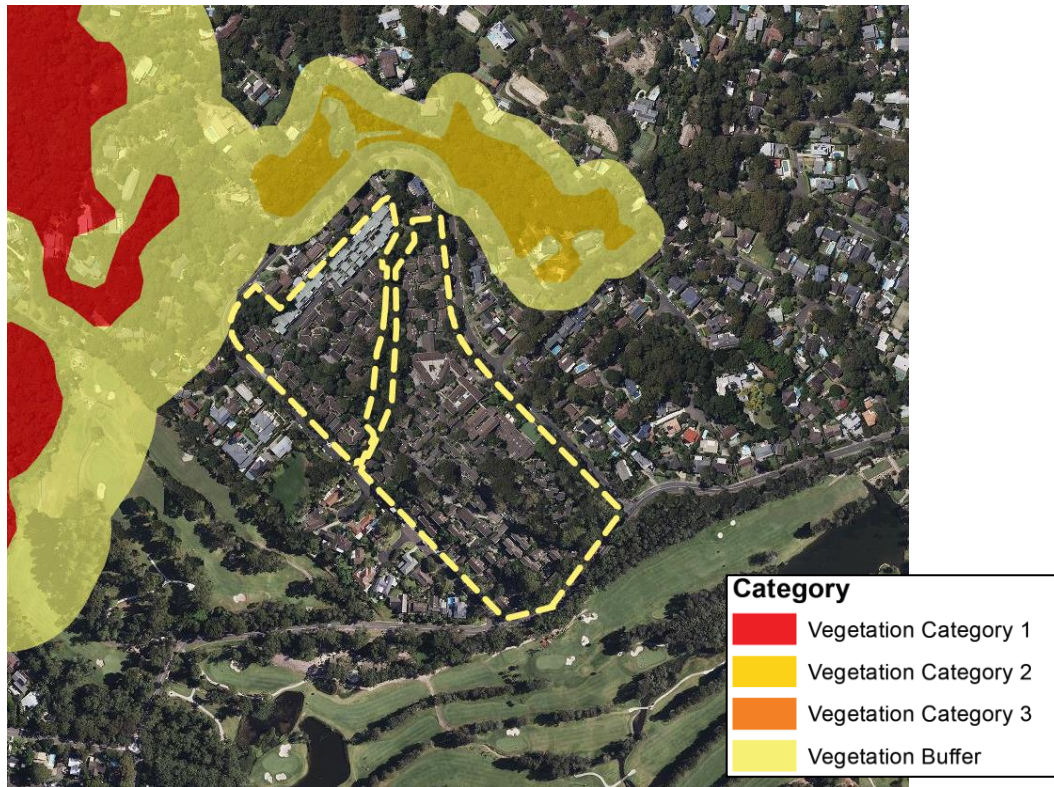 Category
Vegetation Category 1
Vegetation Category 2
Vegetation Category 3
Vegetation Buffer